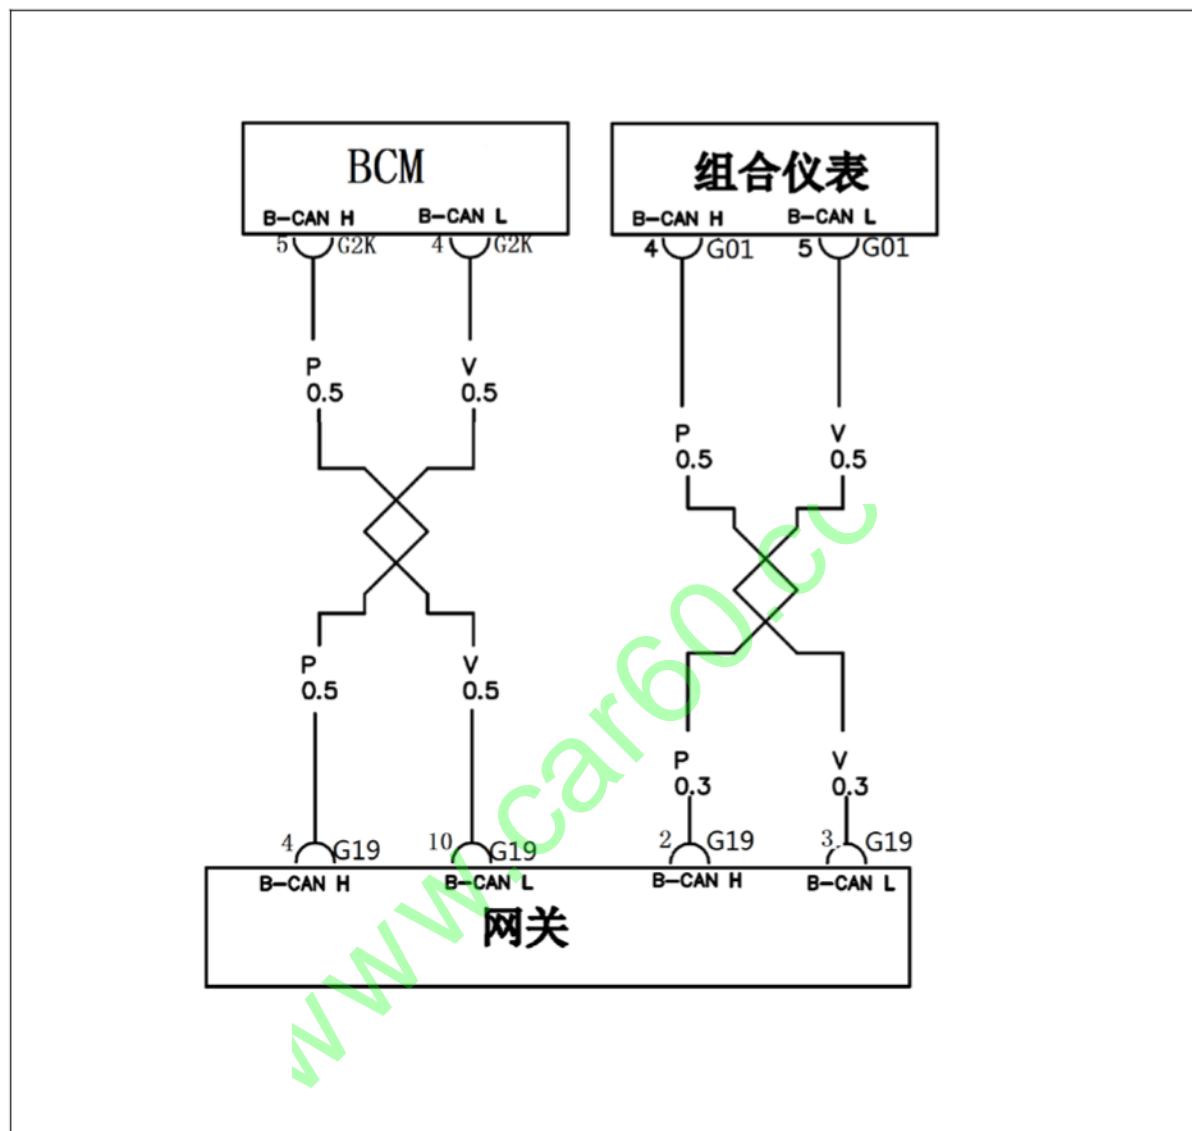 BCM
B-CAN H
B-CAN L
5
G2K
4
G2K
组合仪表
B-CAN H
B-CAN L
4
G01
5
G01
P
0.5
V
0.5
P
0.5
V
0.5
P
0.5
V
0.5
P
0.3
V
0.3
4
G19
10
G19
2
G19
3
G19
B-CAN H
B-CAN L
B-CAN H
B-CAN L
网关
www.car60.cc